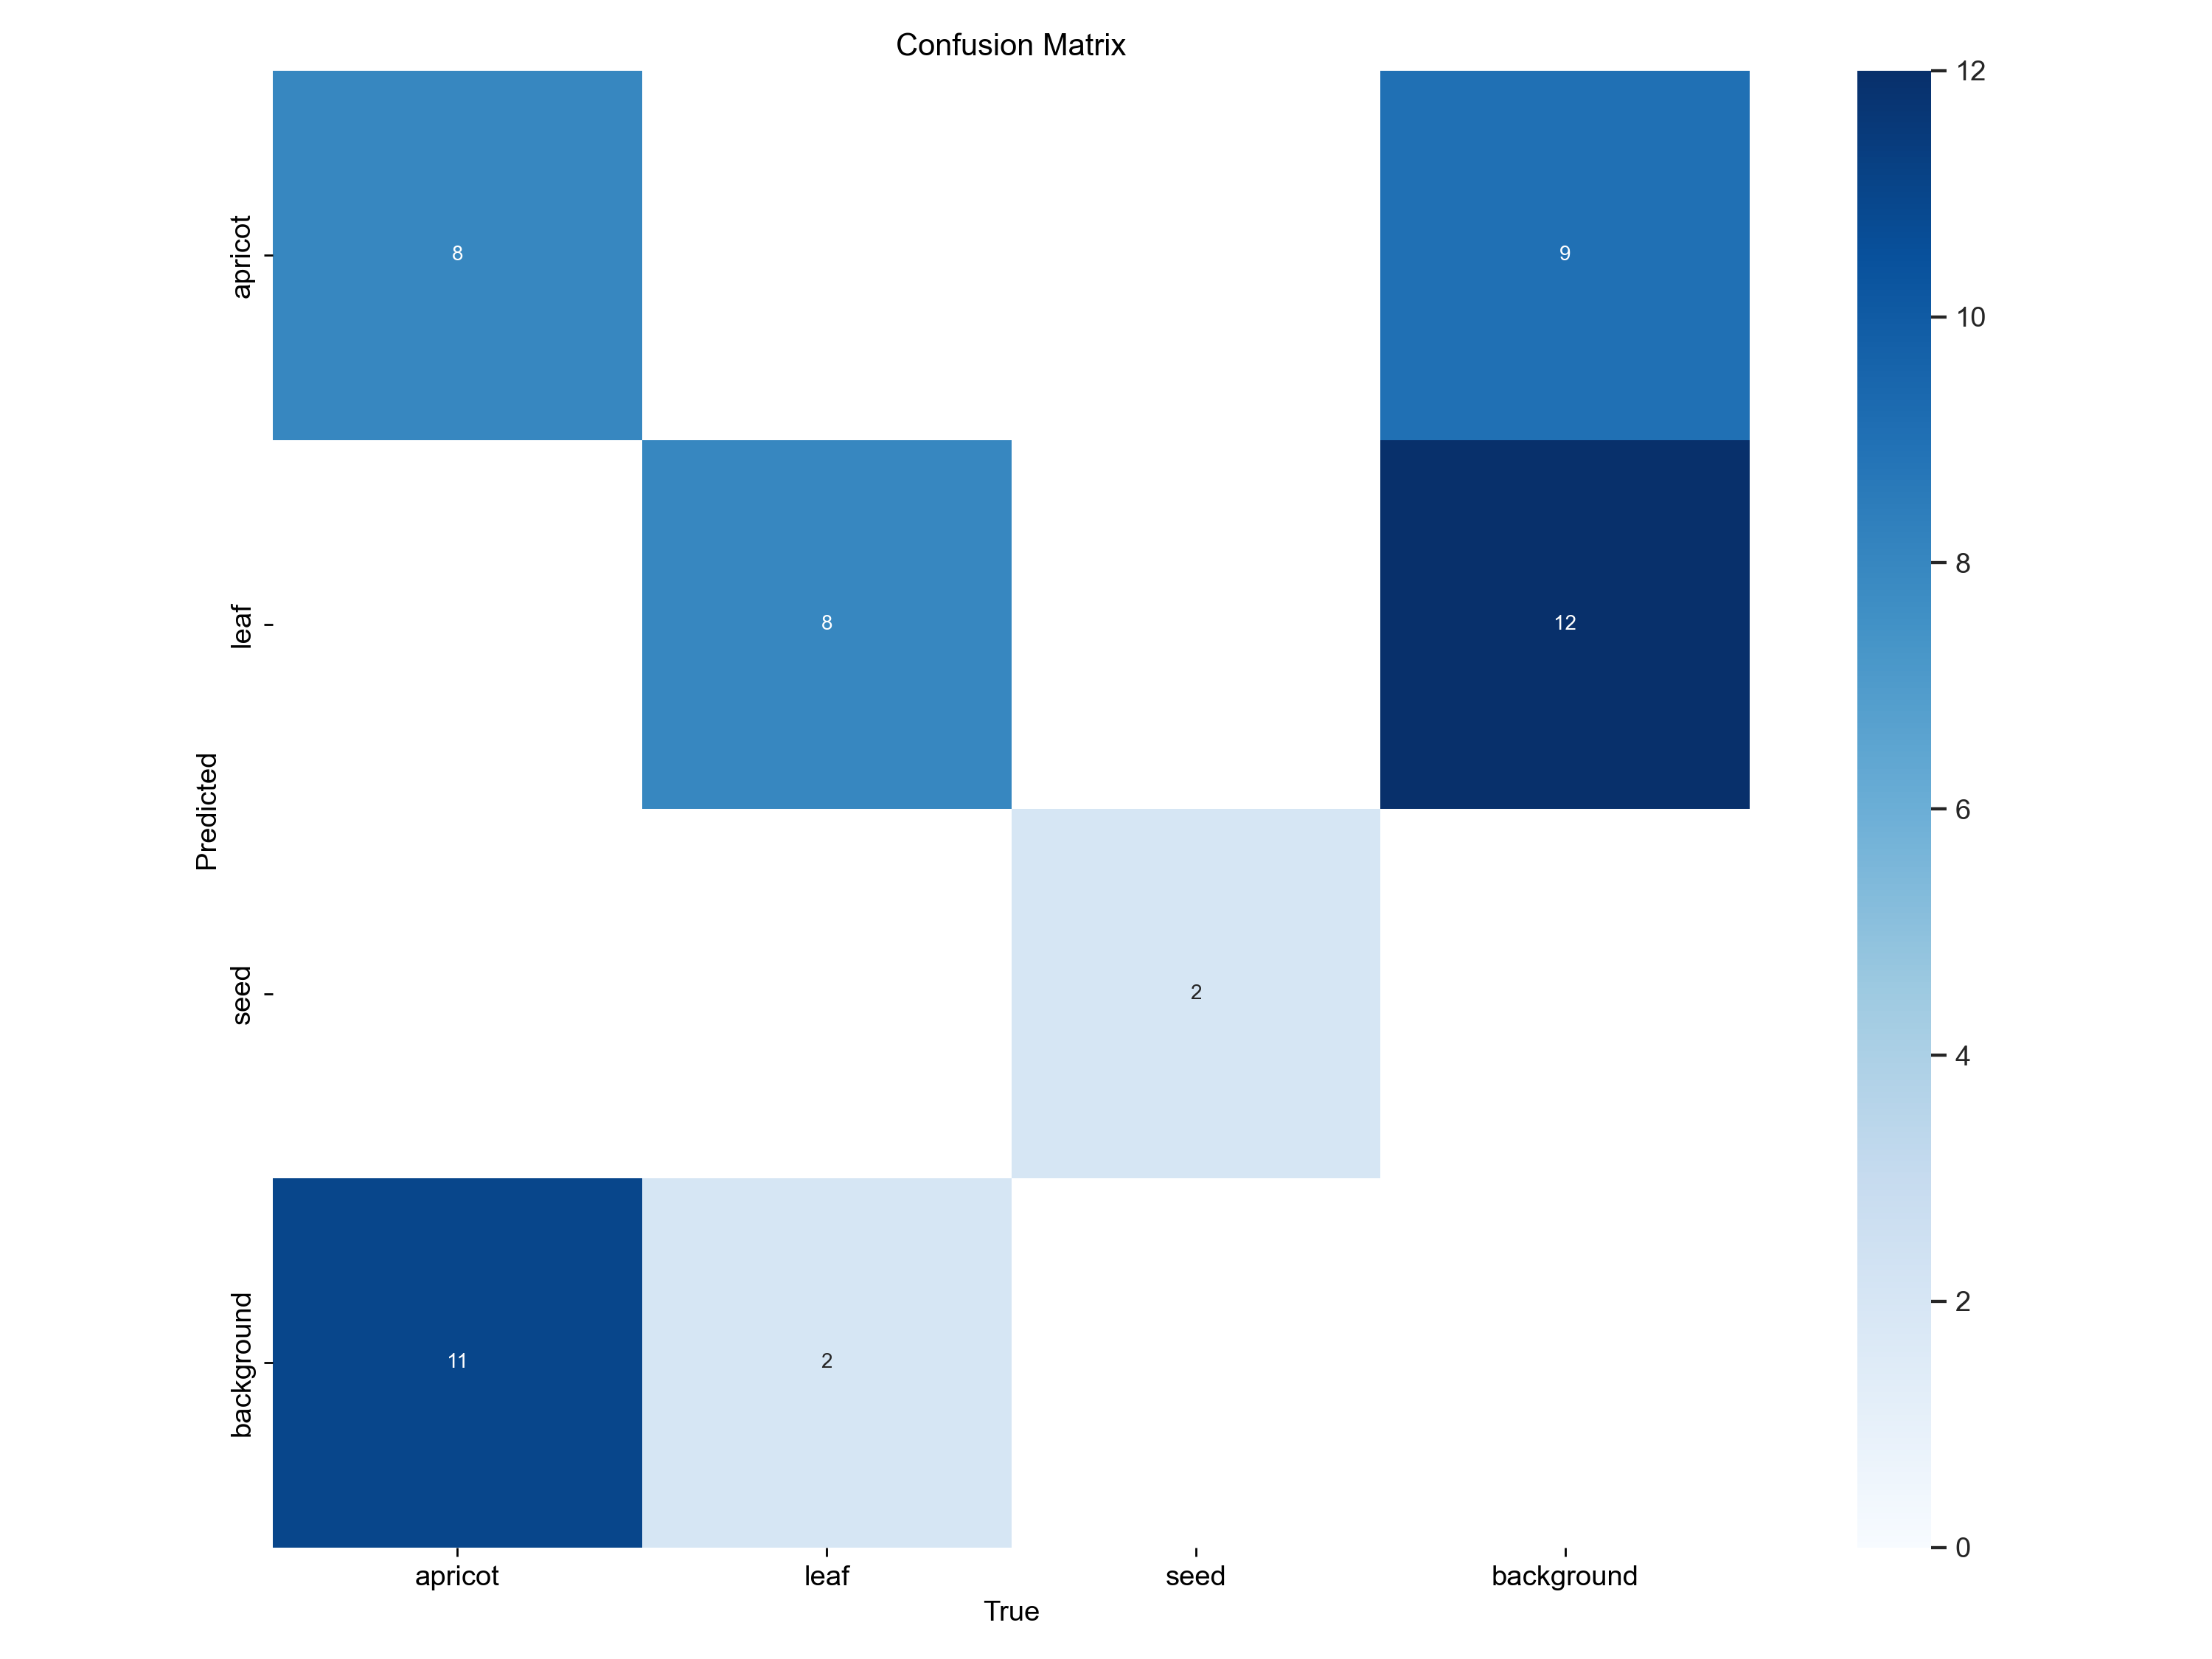 Confusion Matrix
apricot
8
9
leaf
8
12
seed
2
background
11
2
Predicted
apricot
leaf
seed
background
True
12
10
8
6
4
2
0